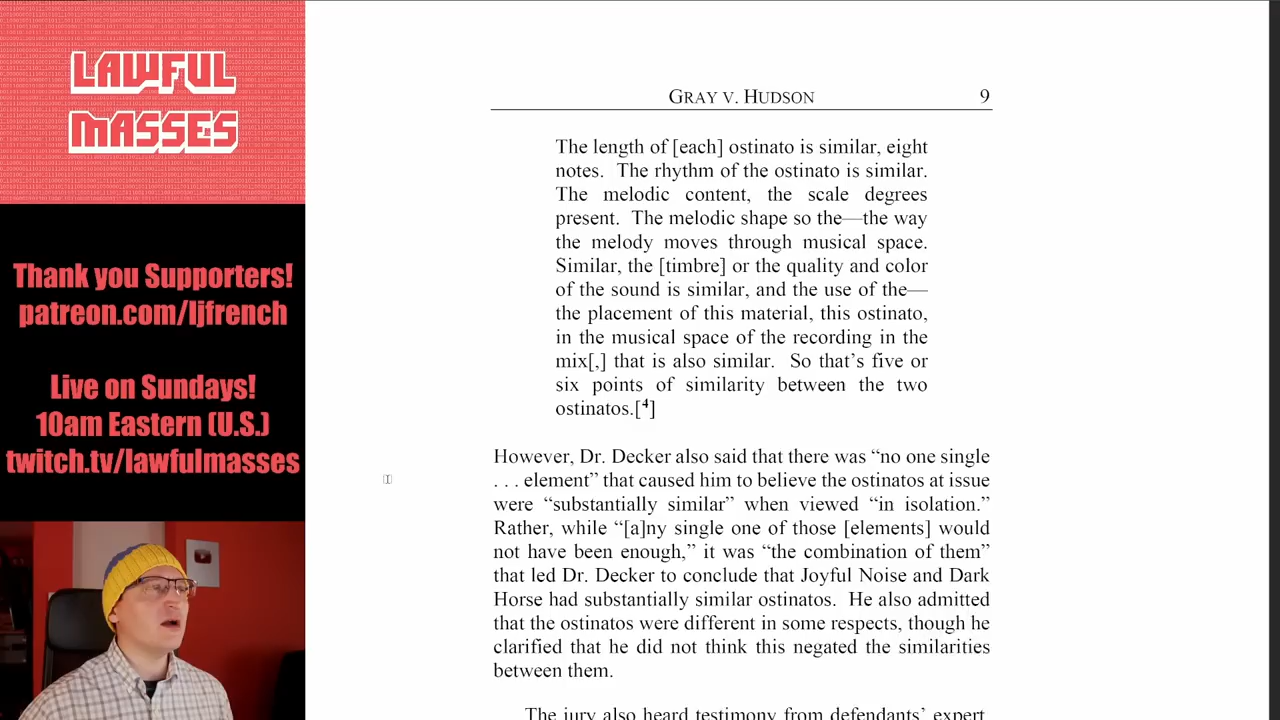 LAWFUL
MASSES
Thank you Supporters!
patreon.com/ljfrench
Live on Sundays!
10am Eastern (U.S.)
twitch.tv/lawfulmasses
GRAY V. HUDSON 9
The length of [each] ostinato is similar, eight
notes. The rhythm of the ostinato is similar.
The melodic content, the scale degrees
present. The melodic shape so the—the way
the melody moves through musical space.
Similar, the [timbre] or the quality and color
of the sound is similar, and the use of the—
the placement of this material, this ostinato,
in the musical space of the recording in the
mix[,] that is also similar. So that’s five or
six points of similarity between the two
ostinatos.[4]
However, Dr. Decker also said that there was “no one single
. . . element” that caused him to believe the ostinatos at issue
were “substantially similar” when viewed “in isolation.”
Rather, while “[a]ny single one of those [elements] would
not have been enough,” it was “the combination of them”
that led Dr. Decker to conclude that Joyful Noise and Dark
Horse had substantially similar ostinatos. He also admitted
that the ostinatos were different in some respects, though he
clarified that he did not think this negated the similarities
between them.
The jury also heard testimony from defendants’ expert,